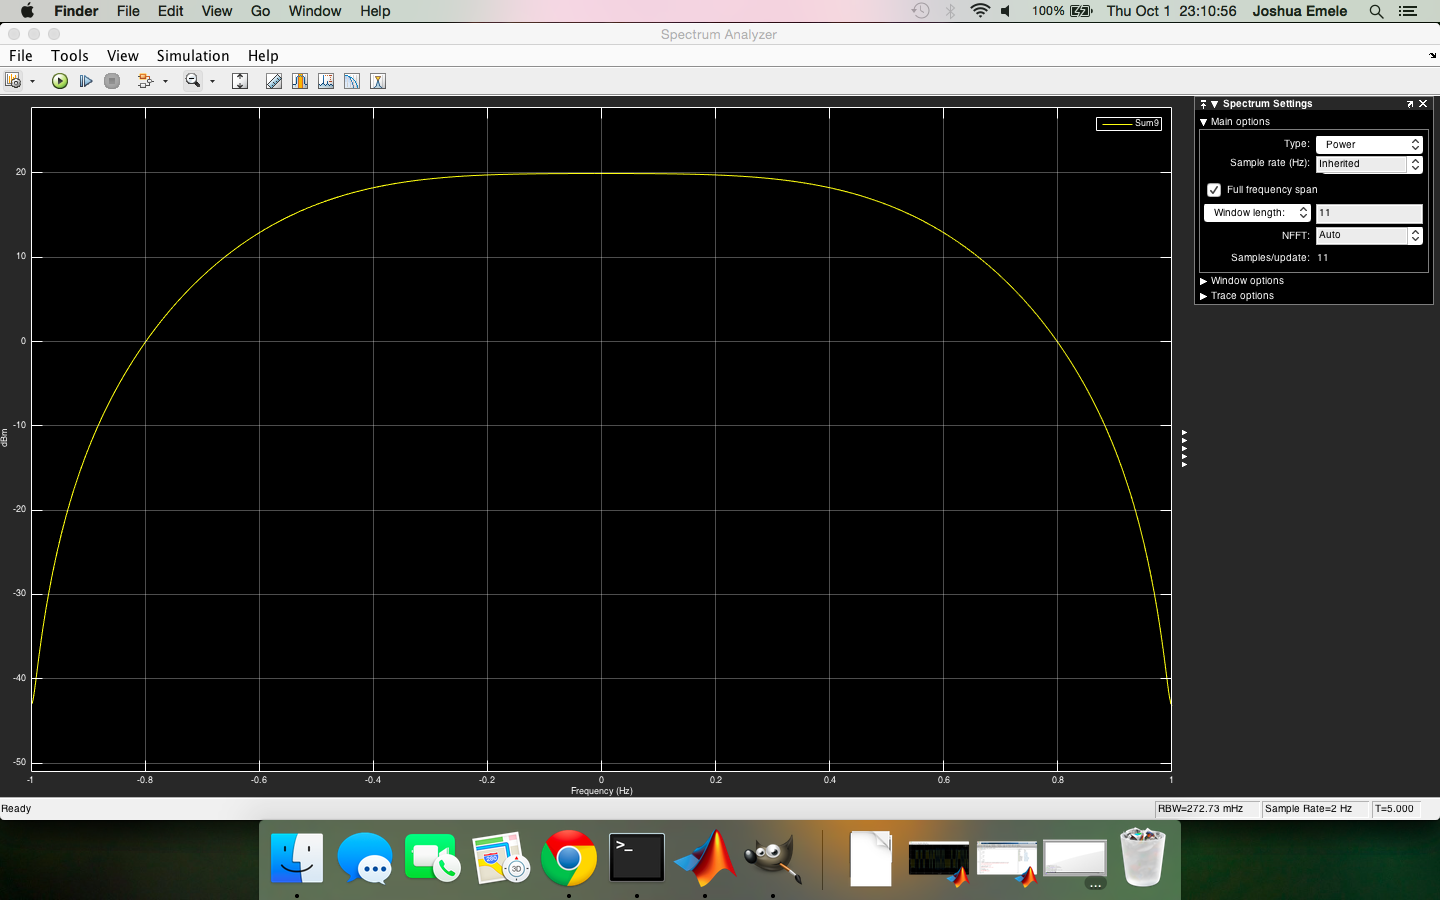 Finder File Edit View Go Window Help 100% Thu Oct 1 23:10:56 Joshua Emele
Spectrum Analyzer
File Tools View Simulation Help
Spectrum Settings
Main options
Type: Power
Sample rate (Hz): Inherited
Full frequency span
Window length: 11
NFFT: Auto
Samples/update: 11
Window options
Trace options
Sum9
20
10
0
-10
-20
-30
-40
-50
dBm
-1 -0.8 -0.6 -0.4 -0.2 0 0.2 0.4 0.6 0.8 1
Frequency (Hz)
Ready RBW=272.73 mHz Sample Rate=2 Hz T=5.000
280
3D
>_
...